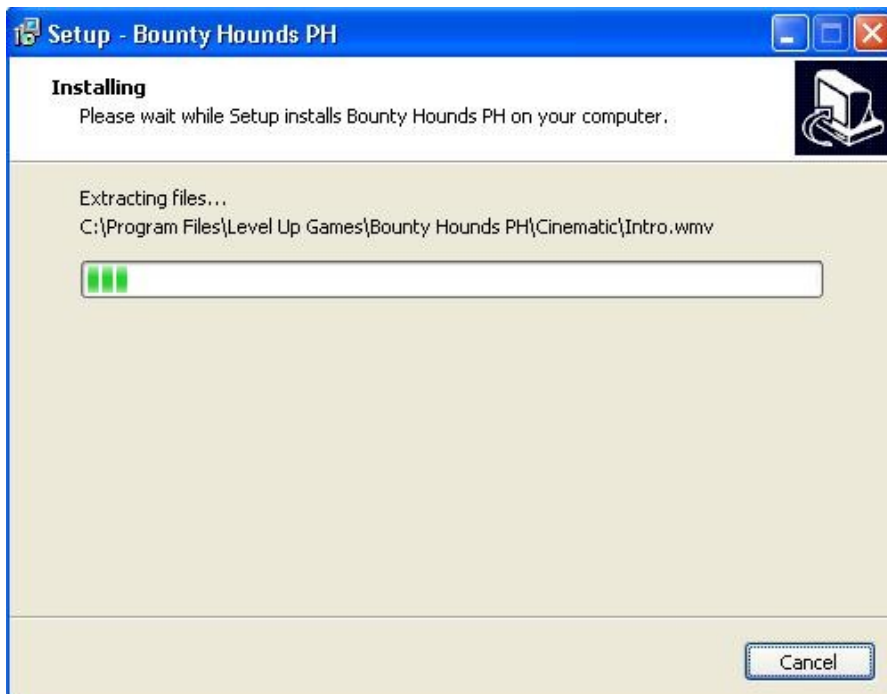 Setup - Bounty Hounds PH
Installing
Please wait while Setup installs Bounty Hounds PH on your computer.
Extracting files...
C:\Program Files\Level Up Games\Bounty Hounds PH\Cinematic\Intro.wmv
Cancel